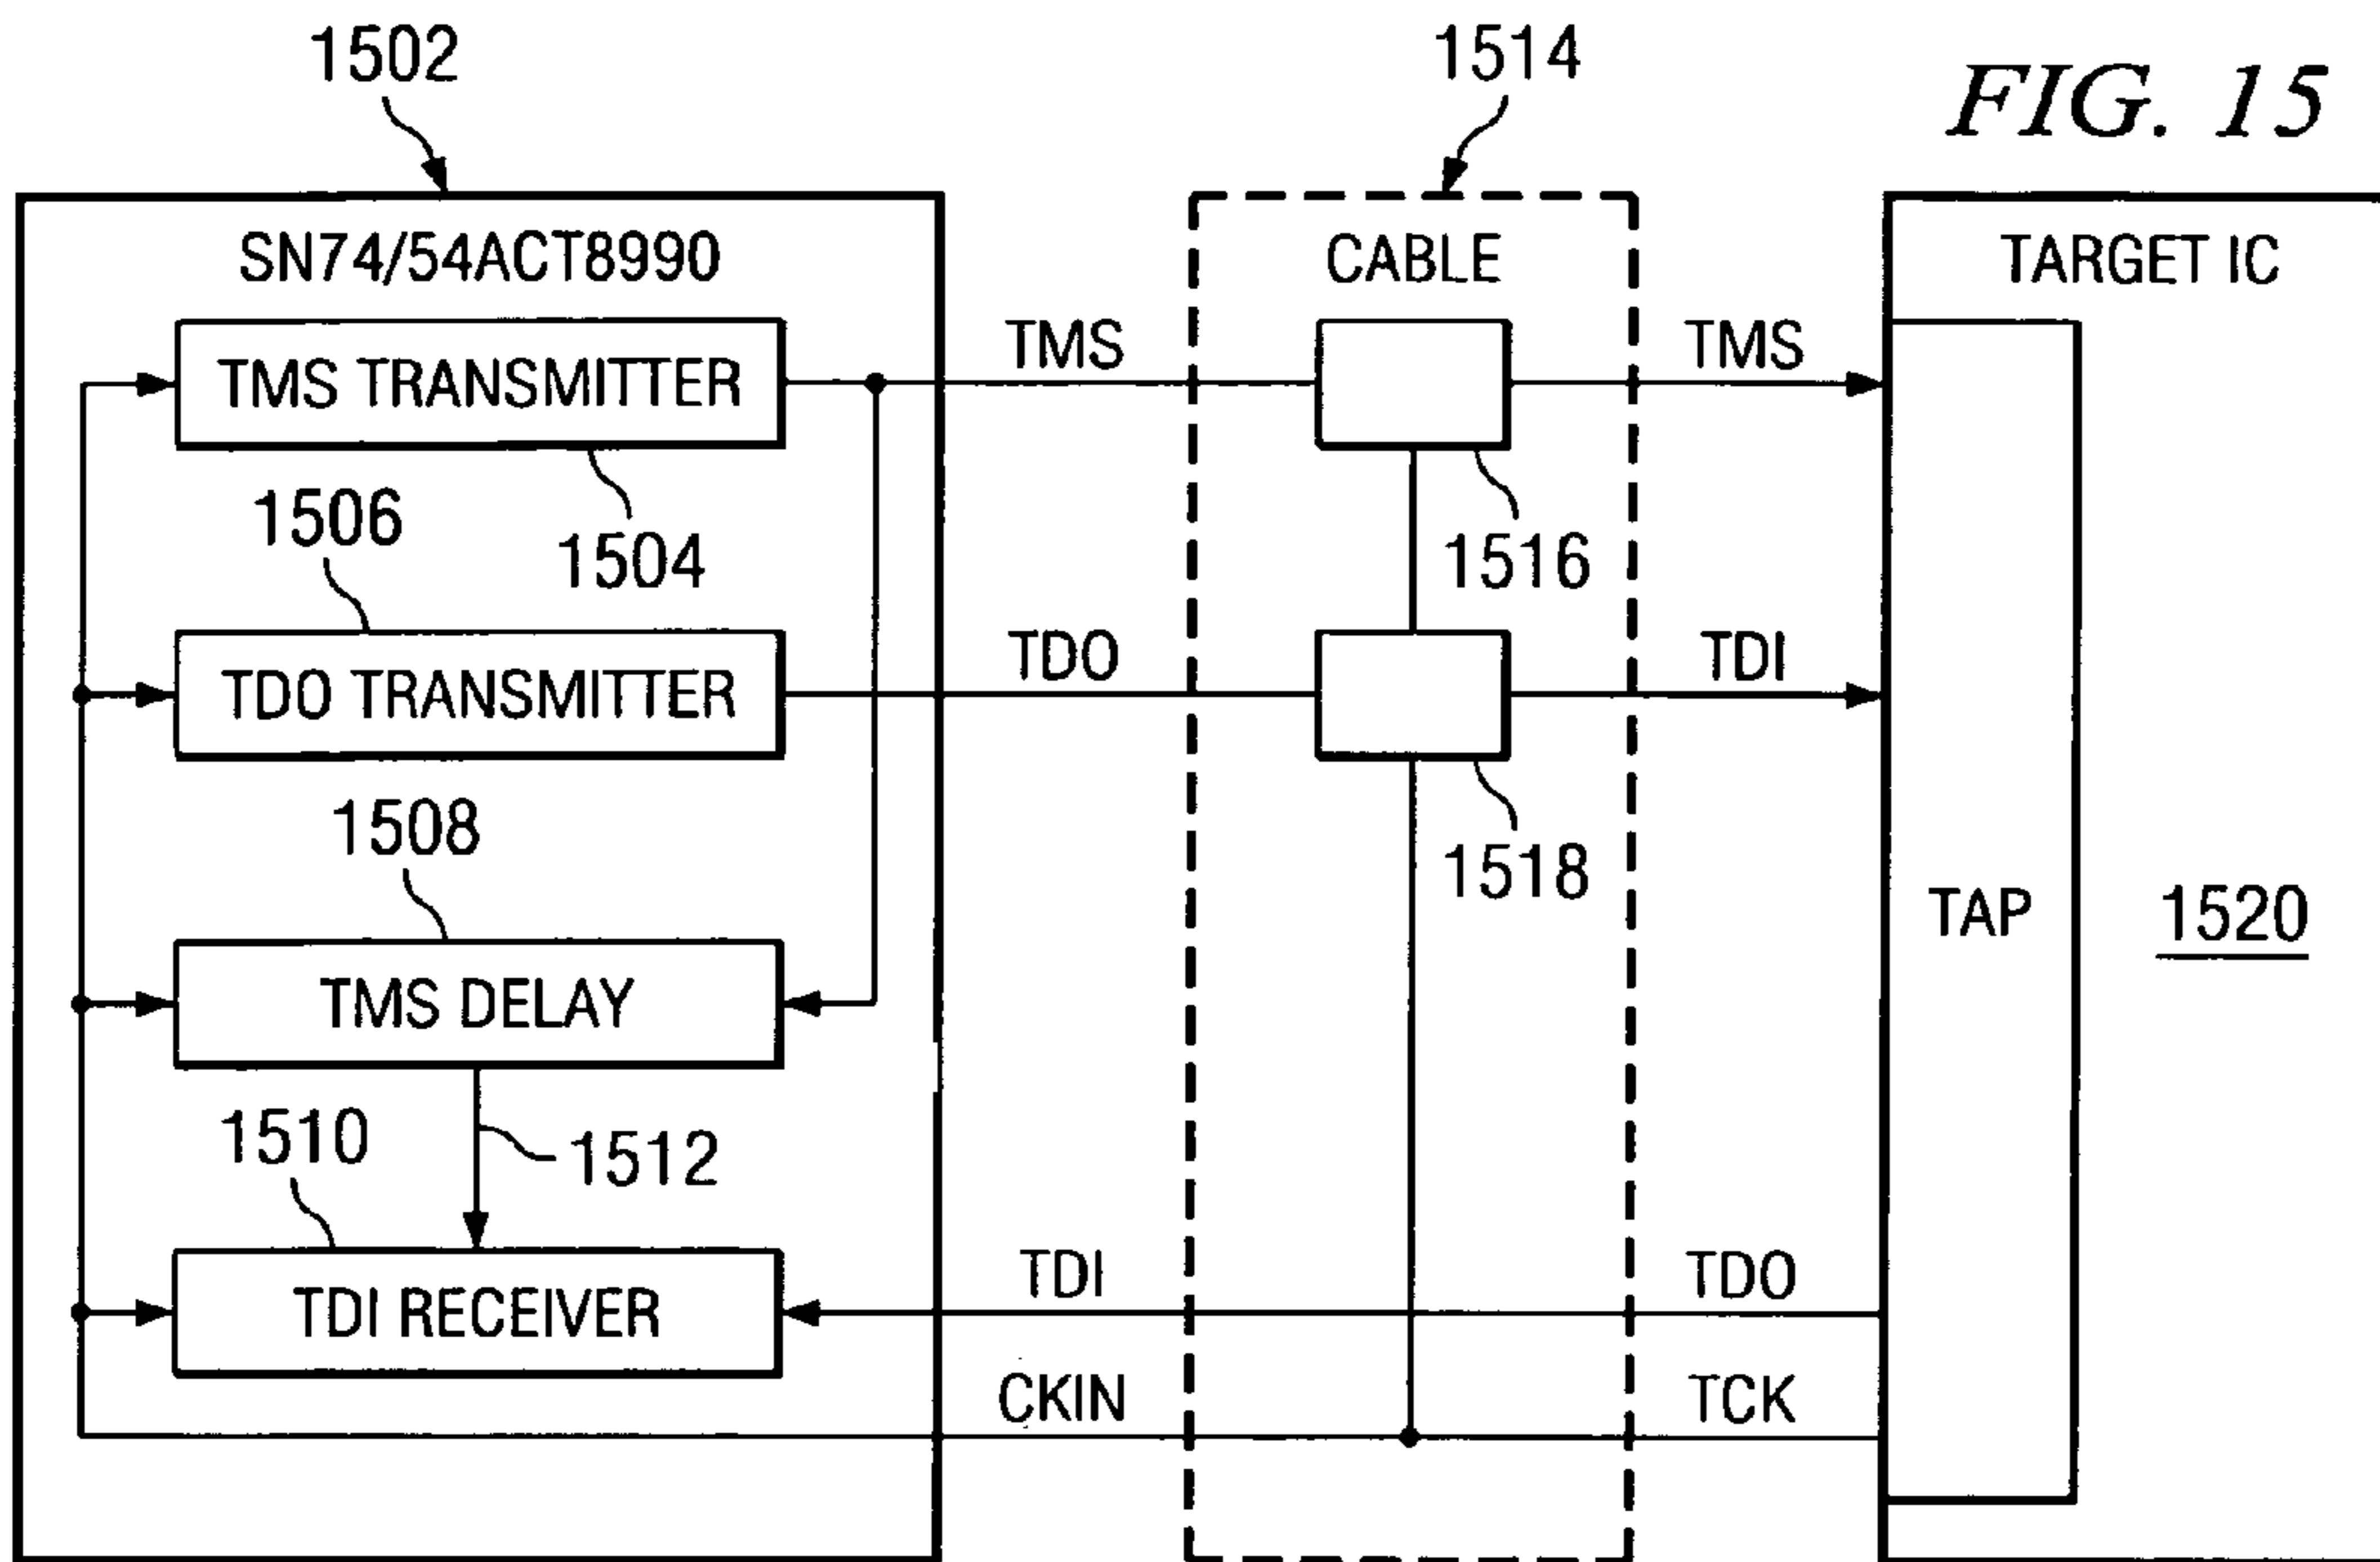 1502
1514
FIG. 15
SN74/54ACT8990
CABLE
TARGET IC
TMS TRANSMITTER
TMS
TMS
1506
1504
1516
TDO TRANSMITTER
TDO
TDI
1508
1518
TMS DELAY
TAP
1520
1510
1512
TDI RECEIVER
TDI
TDO
CKIN
TCK